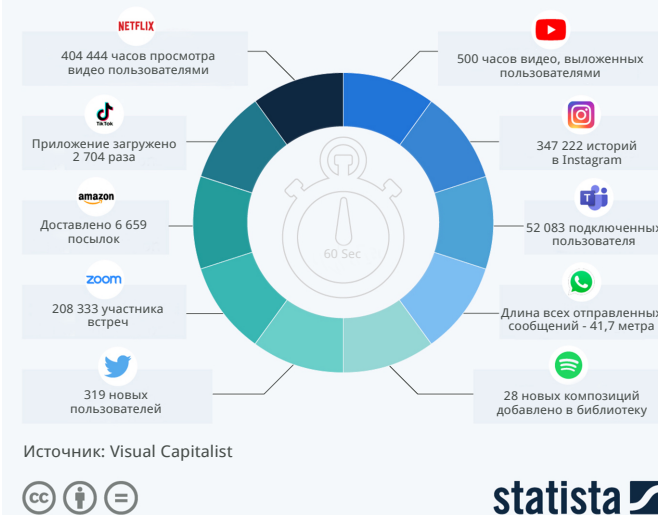 NETFLIX
404 444 часов просмотра
видео пользователями
500 часов видео, выложенных
пользователями
TikTok
Приложение загружено
2 704 раза
347 222 историй
в Instagram
amazon
Доставлено 6 659
посылок
52 083 подключенных
пользователя
60 Sec
zoom
208 333 участника
встреч
Длина всех отправленных
сообщений - 41,7 метра
319 новых
пользователей
28 новых композиций
добавлено в библиотеку
Источник: Visual Capitalist
cc
statista